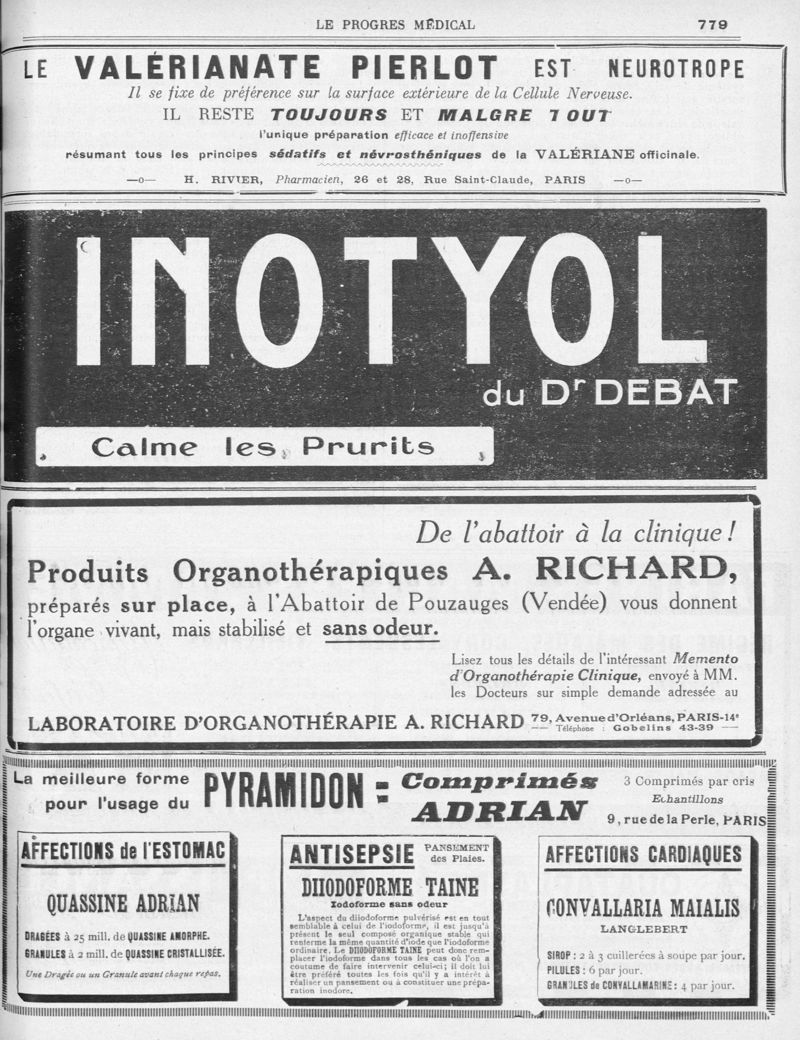 LE PROGRES MÉDICAL 779
LE VALÉRIANATE PIERLOT EST NEUROTROPE
Il se fixe de préférence sur la surface extérieure de la Cellule Nerveuse.
IL RESTE TOUJOURS ET MALGRE TOUT
l'unique préparation efficace et inoffensive
résumant tous les principes sédatifs et névrosthéniques de la VALÉRIANE officinale.
—o— H. RIVIER, Pharmacien, 26 et 28, Rue Saint-Claude, PARIS —o—
INOTYOL
du Dr DEBAT
Calme les Prurits
De l'abattoir à la clinique !
Produits Organothérapiques A. RICHARD,
préparés sur place, à l'Abattoir de Pouzauges (Vendée) vous donnent
l'organe vivant, mais stabilisé et sans odeur.
Lisez tous les détails de l'intéressant Memento
d'Organothérapie Clinique, envoyé à MM.
les Docteurs sur simple demande adressée au
LABORATOIRE D'ORGANOTHÉRAPIE A. RICHARD 79, Avenue d'Orléans, PARIS-14e
— Téléphone : Gobelins 43-39 —
La meilleure forme
pour l'usage du PYRAMIDON = Comprimés
ADRIAN
3 Comprimés par cris
Echantillons
9, rue de la Perle, PARIS
AFFECTIONS de l'ESTOMAC
QUASSINE ADRIAN
DRAGÉES à 25 mill. de QUASSINE AMORPHE.
GRANULES à 2 mill. de QUASSINE CRISTALLISÉE.
Une Dragée ou un Granule avant chaque repas.
ANTISEPSIE PANSEMENT
des Plaies.
DIIODOFORME TAINE
Iodoforme sans odeur
L'aspect du diiodoforme pulvérisé est en tout
semblable à celui de l'iodoforme, il est jusqu'à
présent le seul composé organique stable qui
renferme la même quantité d'iode que l'iodoforme
ordinaire. Le DIIODOFORME TAINE peut donc rem-
placer l'iodoforme dans tous les cas où l'on a
coutume de faire intervenir celui-ci; il doit lui
être préféré toutes les fois qu'il y a intérêt à
réaliser un pansement ou à constituer une prépa-
ration inodore.
AFFECTIONS CARDIAQUES
CONVALLARIA MAIALIS
LANGLEBERT
SIROP : 2 à 3 cuillerées à soupe par jour.
PILULES : 6 par jour.
GRANULES de CONVALLAMARINE : 4 par jour.